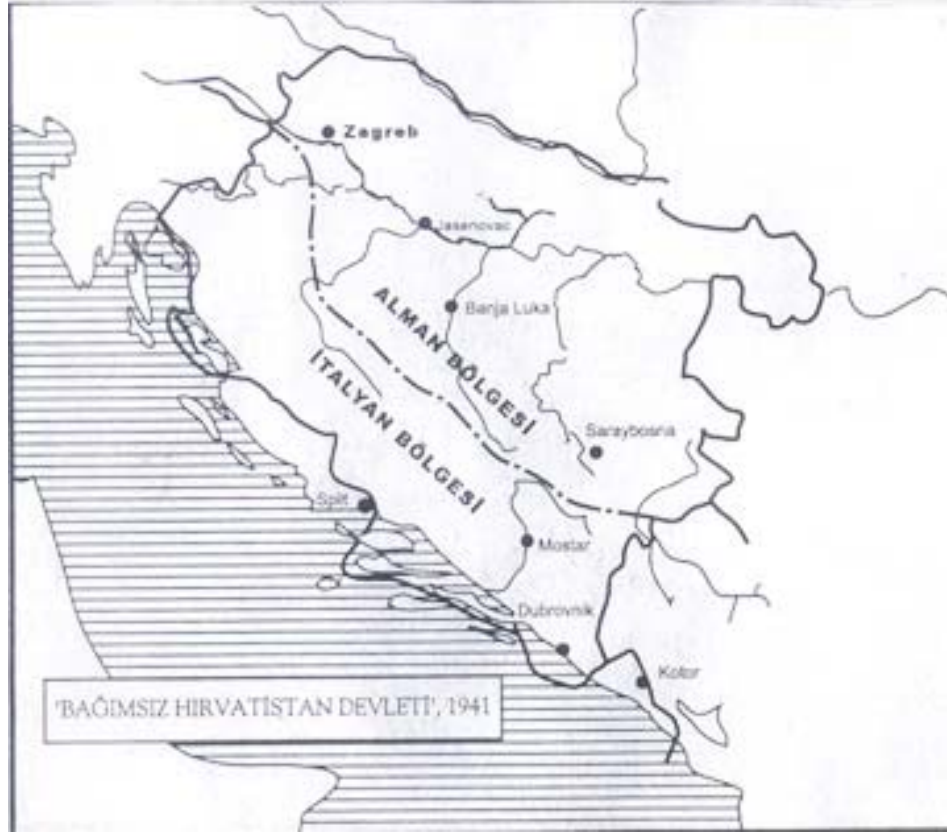 Zagreb
Jasenovac
Banja Luka
ALMAN BÖLGESİ
İTALYAN BÖLGESİ
Saraybosna
Split
Mostar
Dubrovnik
Kotor
'BAĞIMSIZ HIRVATİSTAN DEVLETİ', 1941